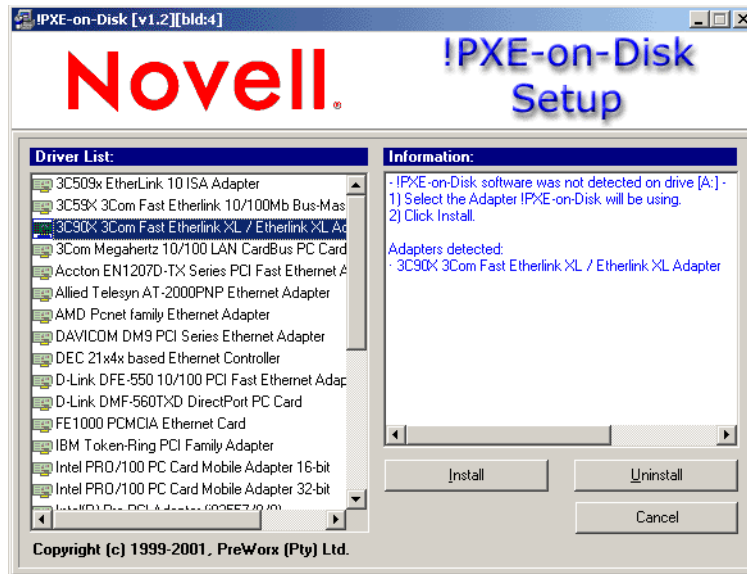 !PXE-on-Disk [v1.2][bld:4]
Novell.
!PXE-on-Disk
Setup
Driver List:
3C509x EtherLink 10 ISA Adapter
3C59X 3Com Fast Etherlink 10/100Mb Bus-Mas
3C90X 3Com Fast Etherlink XL / Etherlink XL Ad
3Com Megahertz 10/100 LAN CardBus PC Card
Accton EN1207D-TX Series PCI Fast Ethernet A
Allied Telesyn AT-2000PNP Ethernet Adapter
AMD Pcnet family Ethernet Adapter
DAVICOM DM9 PCI Series Ethernet Adapter
DEC 21x4x based Ethernet Controller
D-Link DFE-550 10/100 PCI Fast Ethernet Adap
D-Link DMF-560TXD DirectPort PC Card
FE1000 PCMCIA Ethernet Card
IBM Token-Ring PCI Family Adapter
Intel PRO/100 PC Card Mobile Adapter 16-bit
Intel PRO/100 PC Card Mobile Adapter 32-bit
Information:
- !PXE-on-Disk software was not detected on drive [A:] -
1) Select the Adapter !PXE-on-Disk will be using.
2) Click Install.
Adapters detected:
· 3C90X 3Com Fast Etherlink XL / Etherlink XL Adapter
Install
Uninstall
Cancel
Copyright (c) 1999-2001, PreWorx (Pty) Ltd.